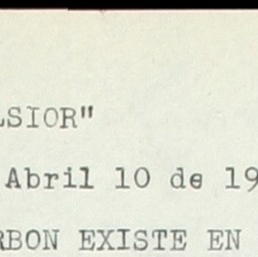 LSIOR"
Abril 10 de 19
RBON EXISTE EN